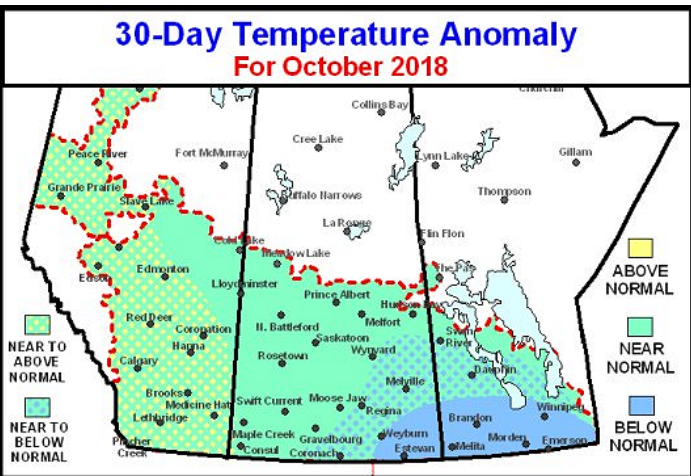 30-Day Temperature Anomaly
For October 2018
Collins Bay
Cree Lake
Peace River
Fort McMurray
Lynn Lake
Gillam
Grande Prairie
Slave Lake
Buffalo Narrows
Thompson
La Ronge
Flin Flon
Cold Lake
Meadow Lake
The Pas
Edson
Edmonton
Lloydminster
Prince Albert
Hudson Bay
ABOVE
NORMAL
Red Deer
Coronation
N. Battleford
Melfort
Saskatoon
Swan
River
NEAR TO
ABOVE
NORMAL
Hanna
Calgary
Rosetown
Wynyard
Dauphin
NEAR
NORMAL
Brooks
Medicine Hat
Swift Current
Moose Jaw
Melville
Regina
Lethbridge
Brandon
Winnipeg
NEAR TO
BELOW
NORMAL
Pincher
Creek
Maple Creek
Consul
Gravelbourg
Coronach
Weyburn
Estevan
Melita
Morden
Emerson
BELOW
NORMAL